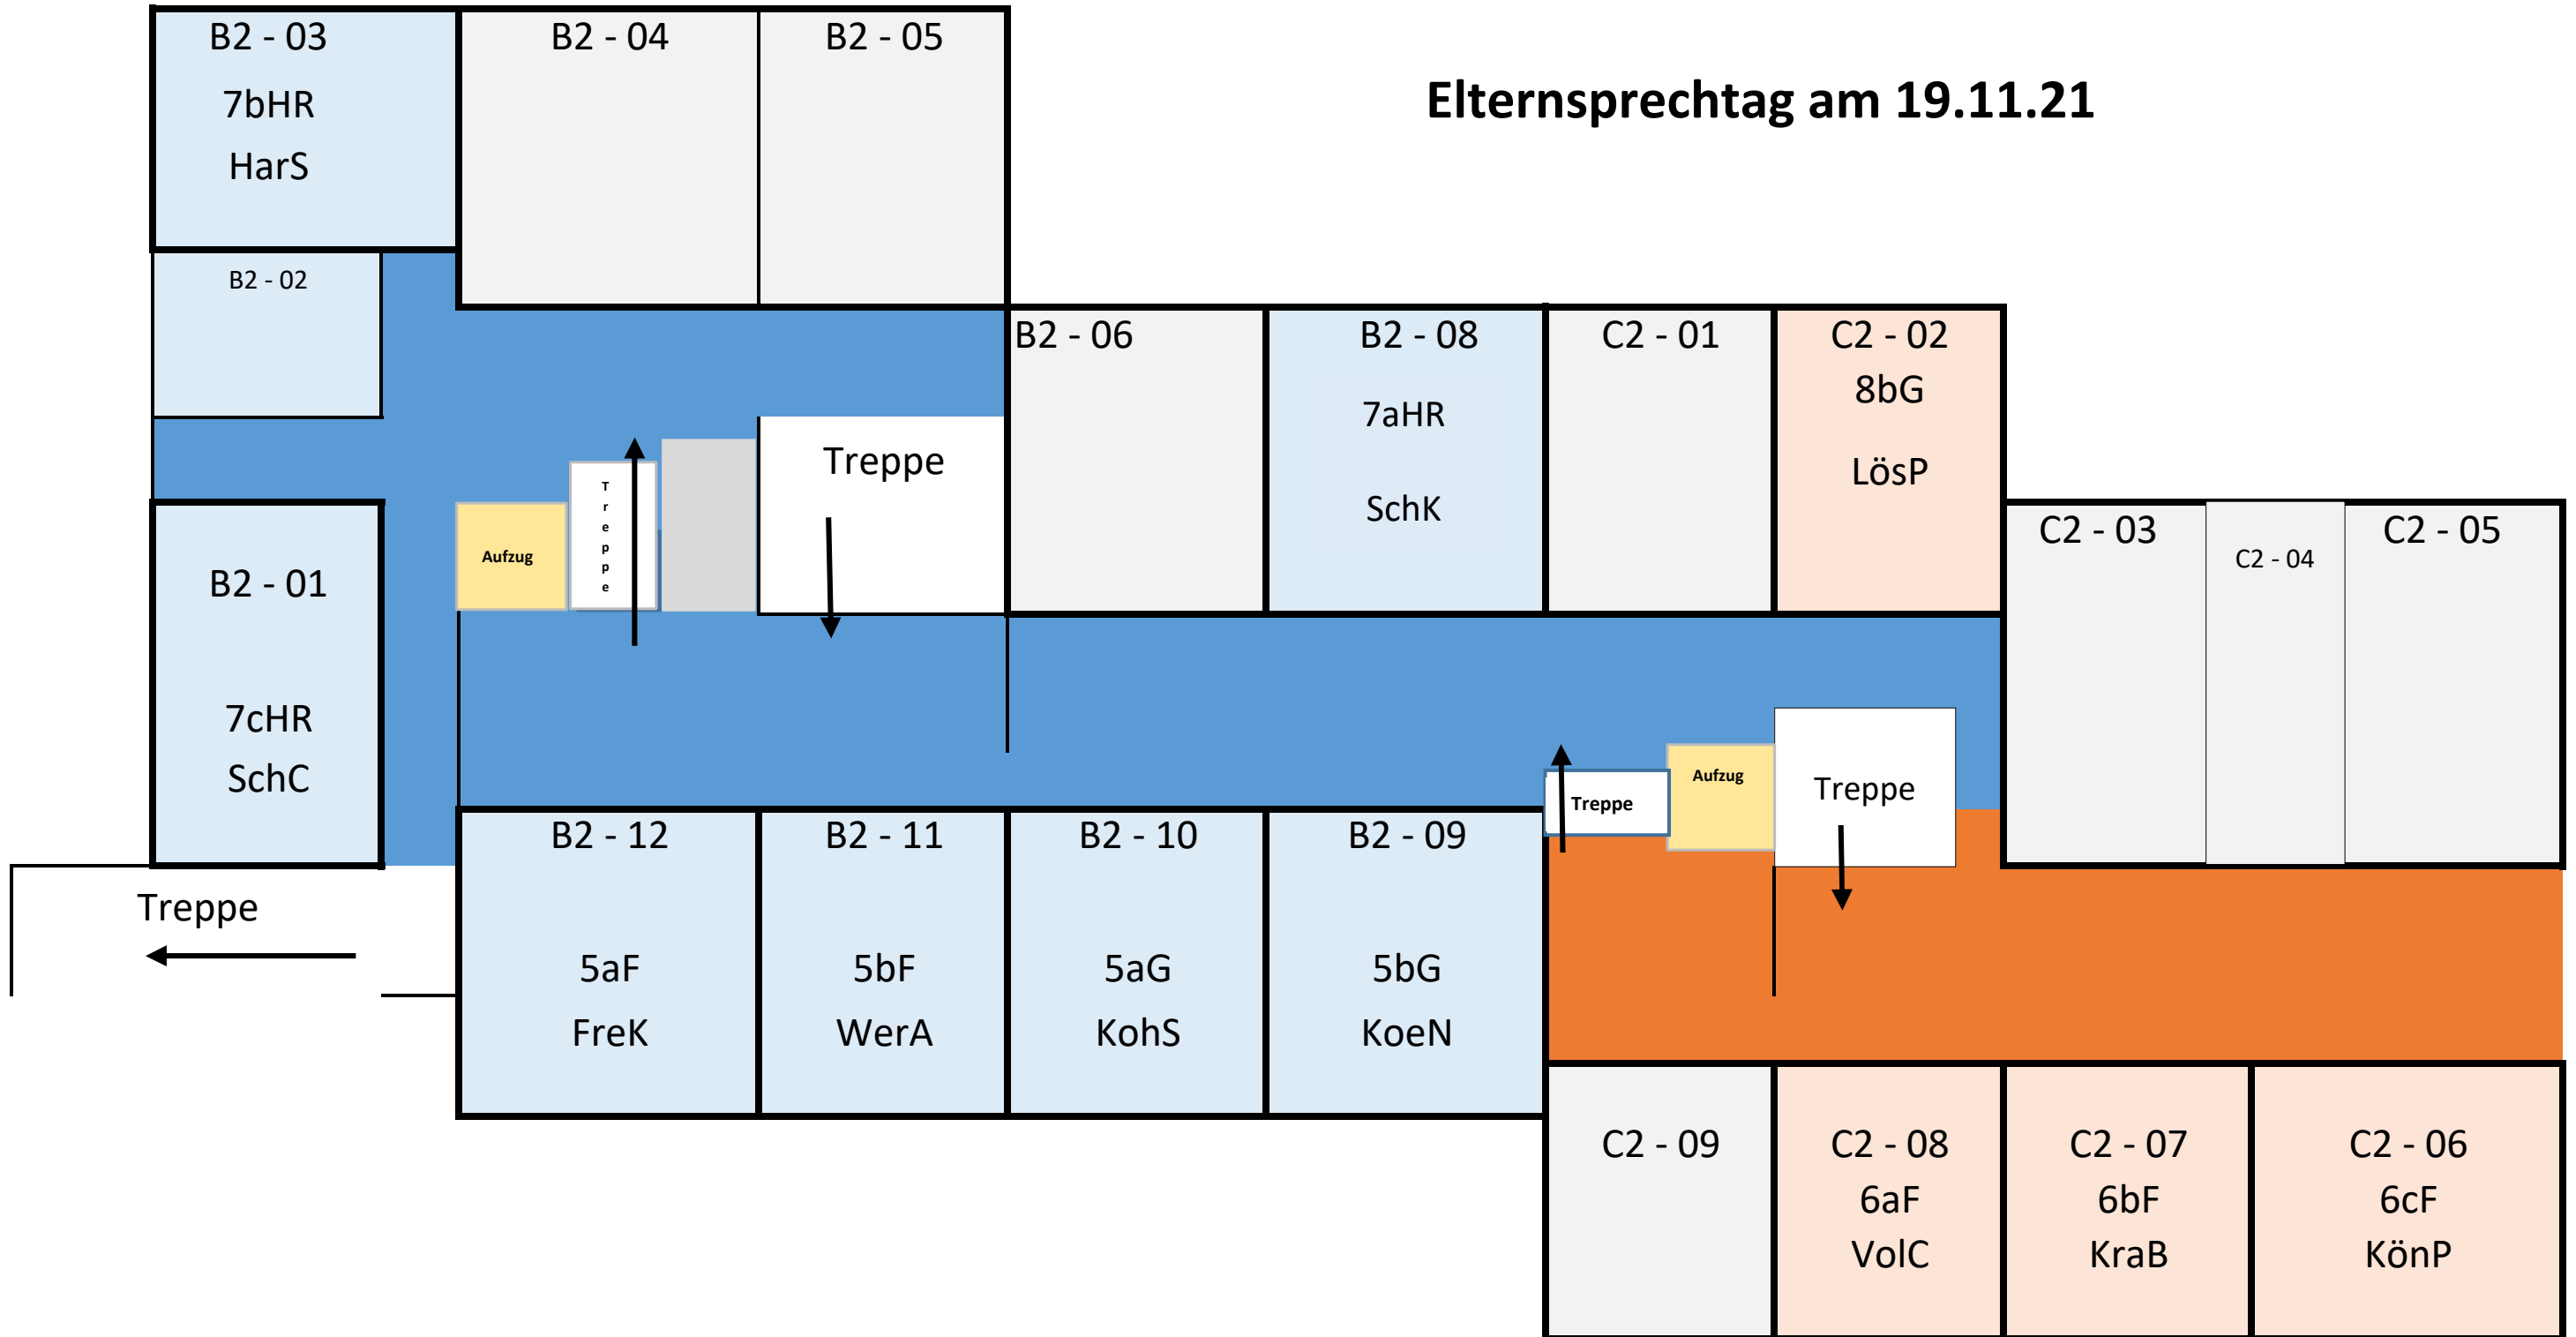 B2 - 03
7bHR
HarS
B2 - 04
B2 - 05
Elternsprechtag am 19.11.21
B2 - 02
B2 - 06
B2 - 08
7aHR
SchK
C2 - 01
C2 - 02
8bG
LösP
Treppe
Treppe
Aufzug
B2 - 01
7cHR
SchC
C2 - 03
C2 - 04
C2 - 05
Treppe
Aufzug
Treppe
Treppe
B2 - 12
5aF
FreK
B2 - 11
5bF
WerA
B2 - 10
5aG
KohS
B2 - 09
5bG
KoeN
C2 - 09
C2 - 08
6aF
VolC
C2 - 07
6bF
KraB
C2 - 06
6cF
KönP